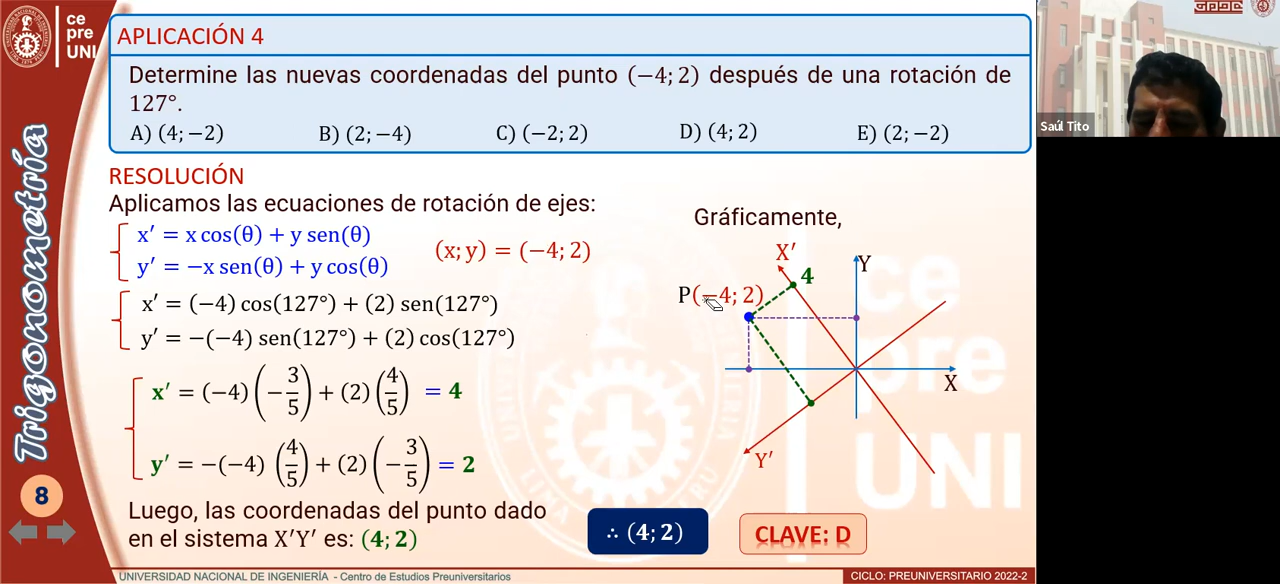 ce
pre
UNI
APLICACIÓN 4
Determine las nuevas coordenadas del punto (−4; 2) después de una rotación de
127°.
A) (4; −2) B) (2; −4) C) (−2; 2) D) (4; 2) E) (2; −2)
RESOLUCIÓN
Aplicamos las ecuaciones de rotación de ejes:
x′ = x cos(θ) + y sen(θ)
y′ = −x sen(θ) + y cos(θ)
(x; y) = (−4; 2)
x′ = (−4) cos(127°) + (2) sen(127°)
y′ = −(−4) sen(127°) + (2) cos(127°)
x′ = (−4) (−3/5) + (2) (4/5) = 4
y′ = −(−4) (4/5) + (2) (−3/5) = 2
Luego, las coordenadas del punto dado
en el sistema X′Y′ es: (4; 2)
∴ (4; 2)
CLAVE: D
Gráficamente,
X′
4
Y
P(−4; 2)
X
Y′
ce
pre
UNI
Trigonometría
8
UNIVERSIDAD NACIONAL DE INGENIERÍA - Centro de Estudios Preuniversitarios
CICLO: PREUNIVERSITARIO 2022-2
Saúl Tito